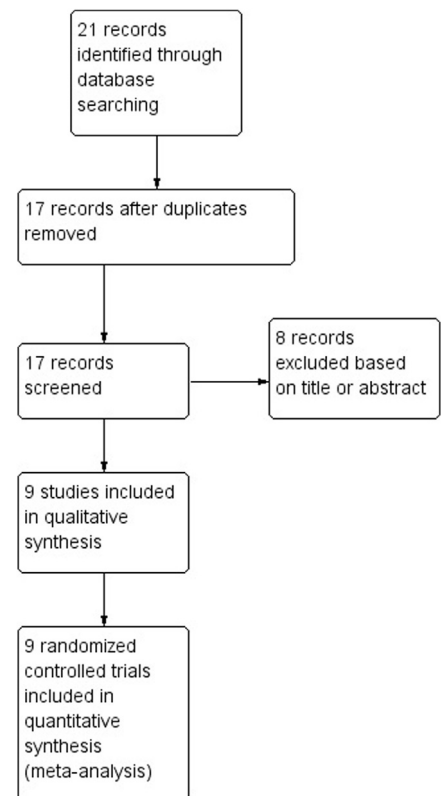 21 records
identified through
database
searching
17 records after duplicates
removed
17 records
screened
8 records
excluded based
on title or abstract
9 studies included
in qualitative
synthesis
9 randomized
controlled trials
included in
quantitative
synthesis
(meta-analysis)